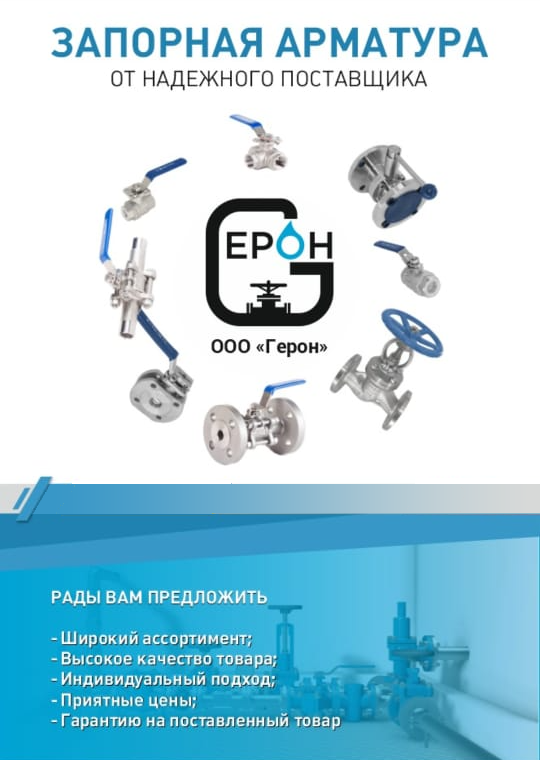 ЗАПОРНАЯ АРМАТУРА
ОТ НАДЕЖНОГО ПОСТАВЩИКА
GЕРОН
ООО «Герон»
РАДЫ ВАМ ПРЕДЛОЖИТЬ
- Широкий ассортимент;
- Высокое качество товара;
- Индивидуальный подход;
- Приятные цены;
- Гарантию на поставленный товар